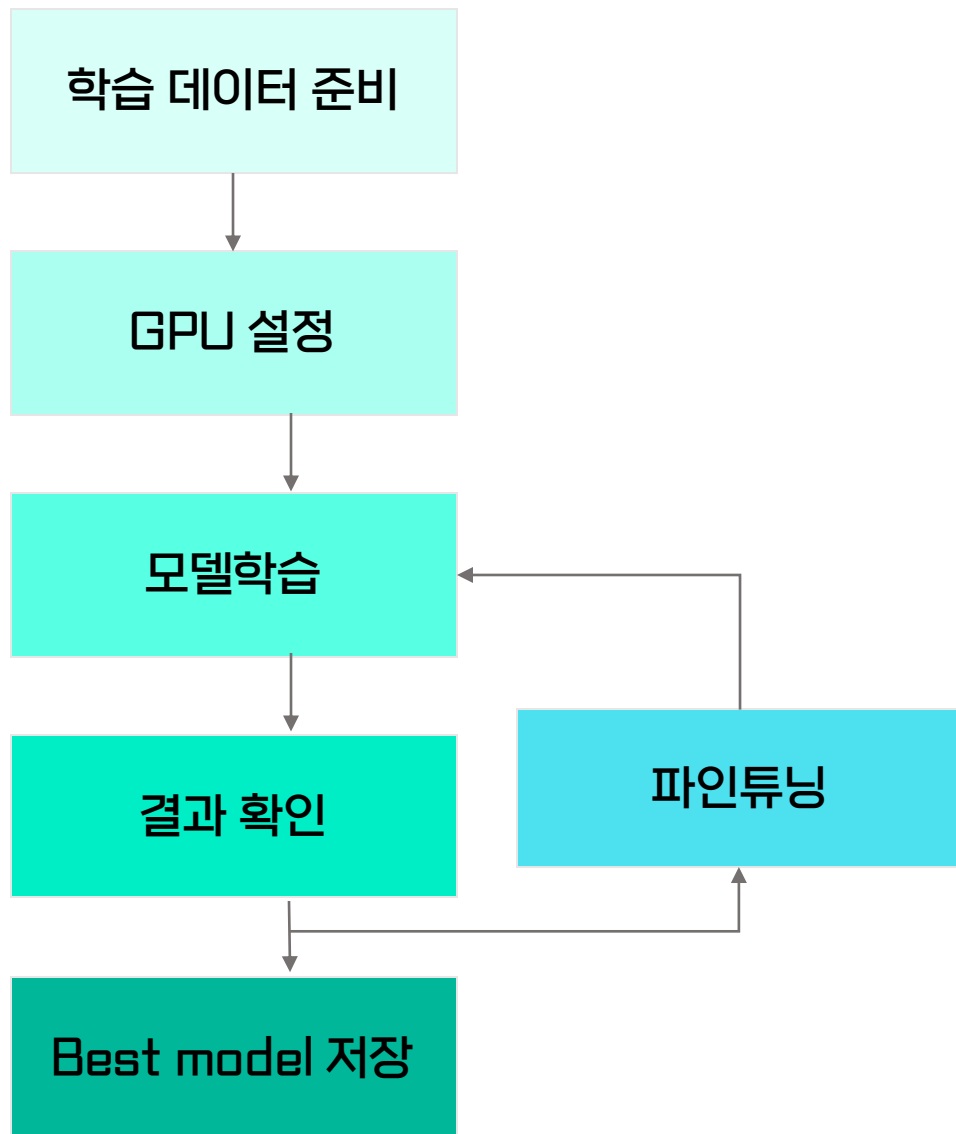 학습 데이터 준비
GPU 설정
모델학습
결과 확인
파인튜닝
Best model 저장